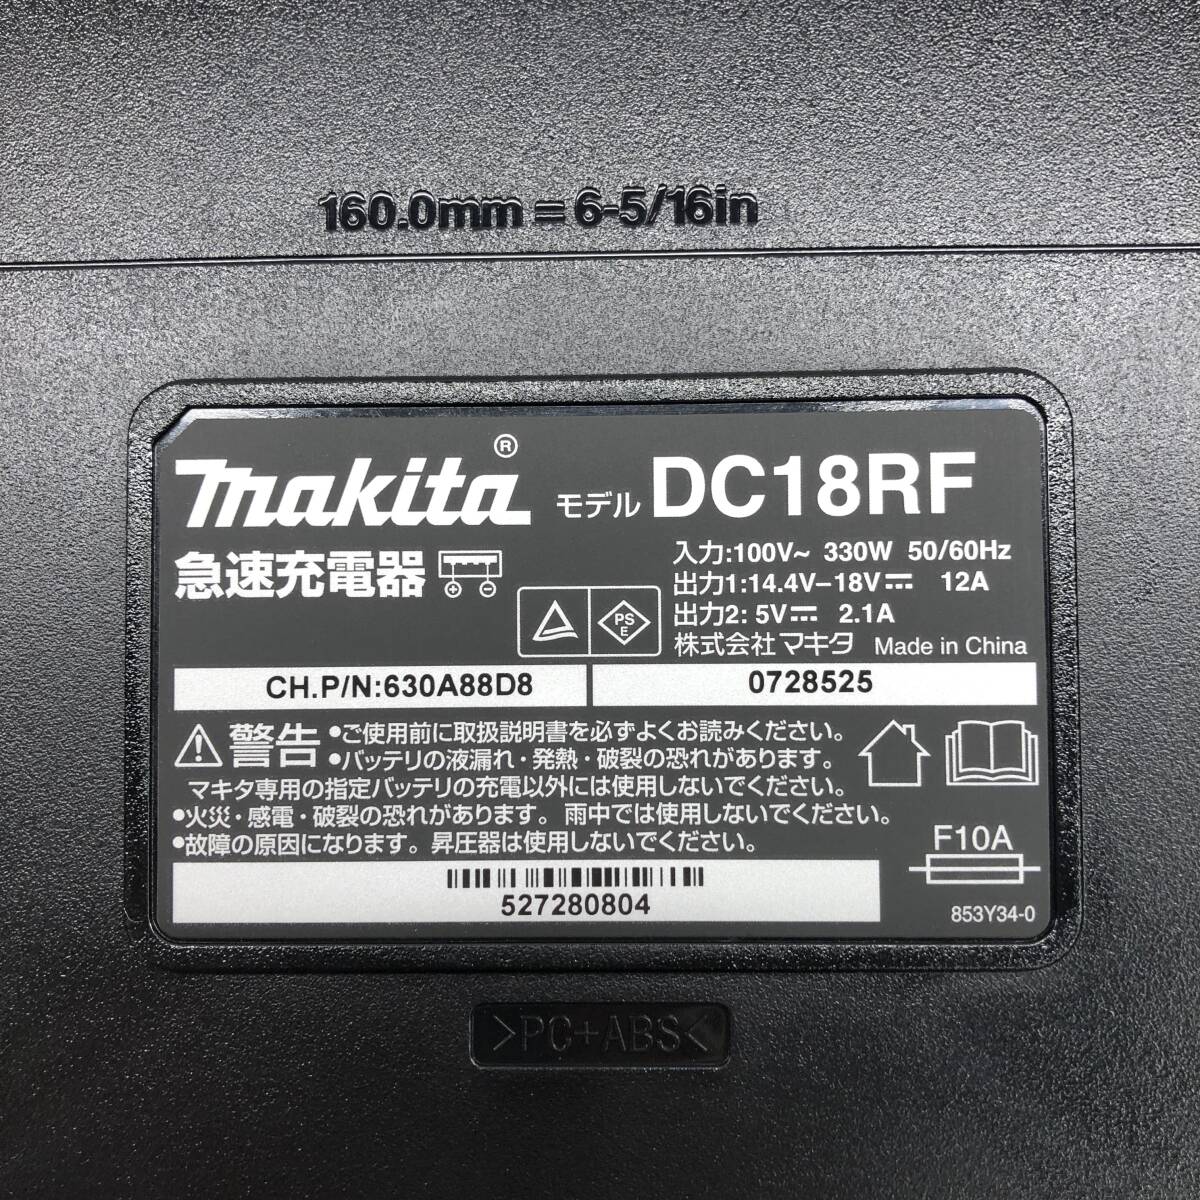 160.0mm = 6-5/16in
makita® モデル DC18RF
急速充電器
入力:100V~ 330W 50/60Hz
出力1:14.4V-18V⎓ 12A
出力2: 5V⎓ 2.1A
PS
E
株式会社マキタ Made in China
CH.P/N:630A88D8
0728525
警告 •ご使用前に取扱説明書を必ずよくお読みください。
•バッテリの液漏れ・発熱・破裂の恐れがあります。
マキタ専用の指定バッテリの充電以外には使用しないでください。
•火災・感電・破裂の恐れがあります。雨中では使用しないでください。
•故障の原因になります。昇圧器は使用しないでください。
F10A
527280804
853Y34-0
>PC+ABS<